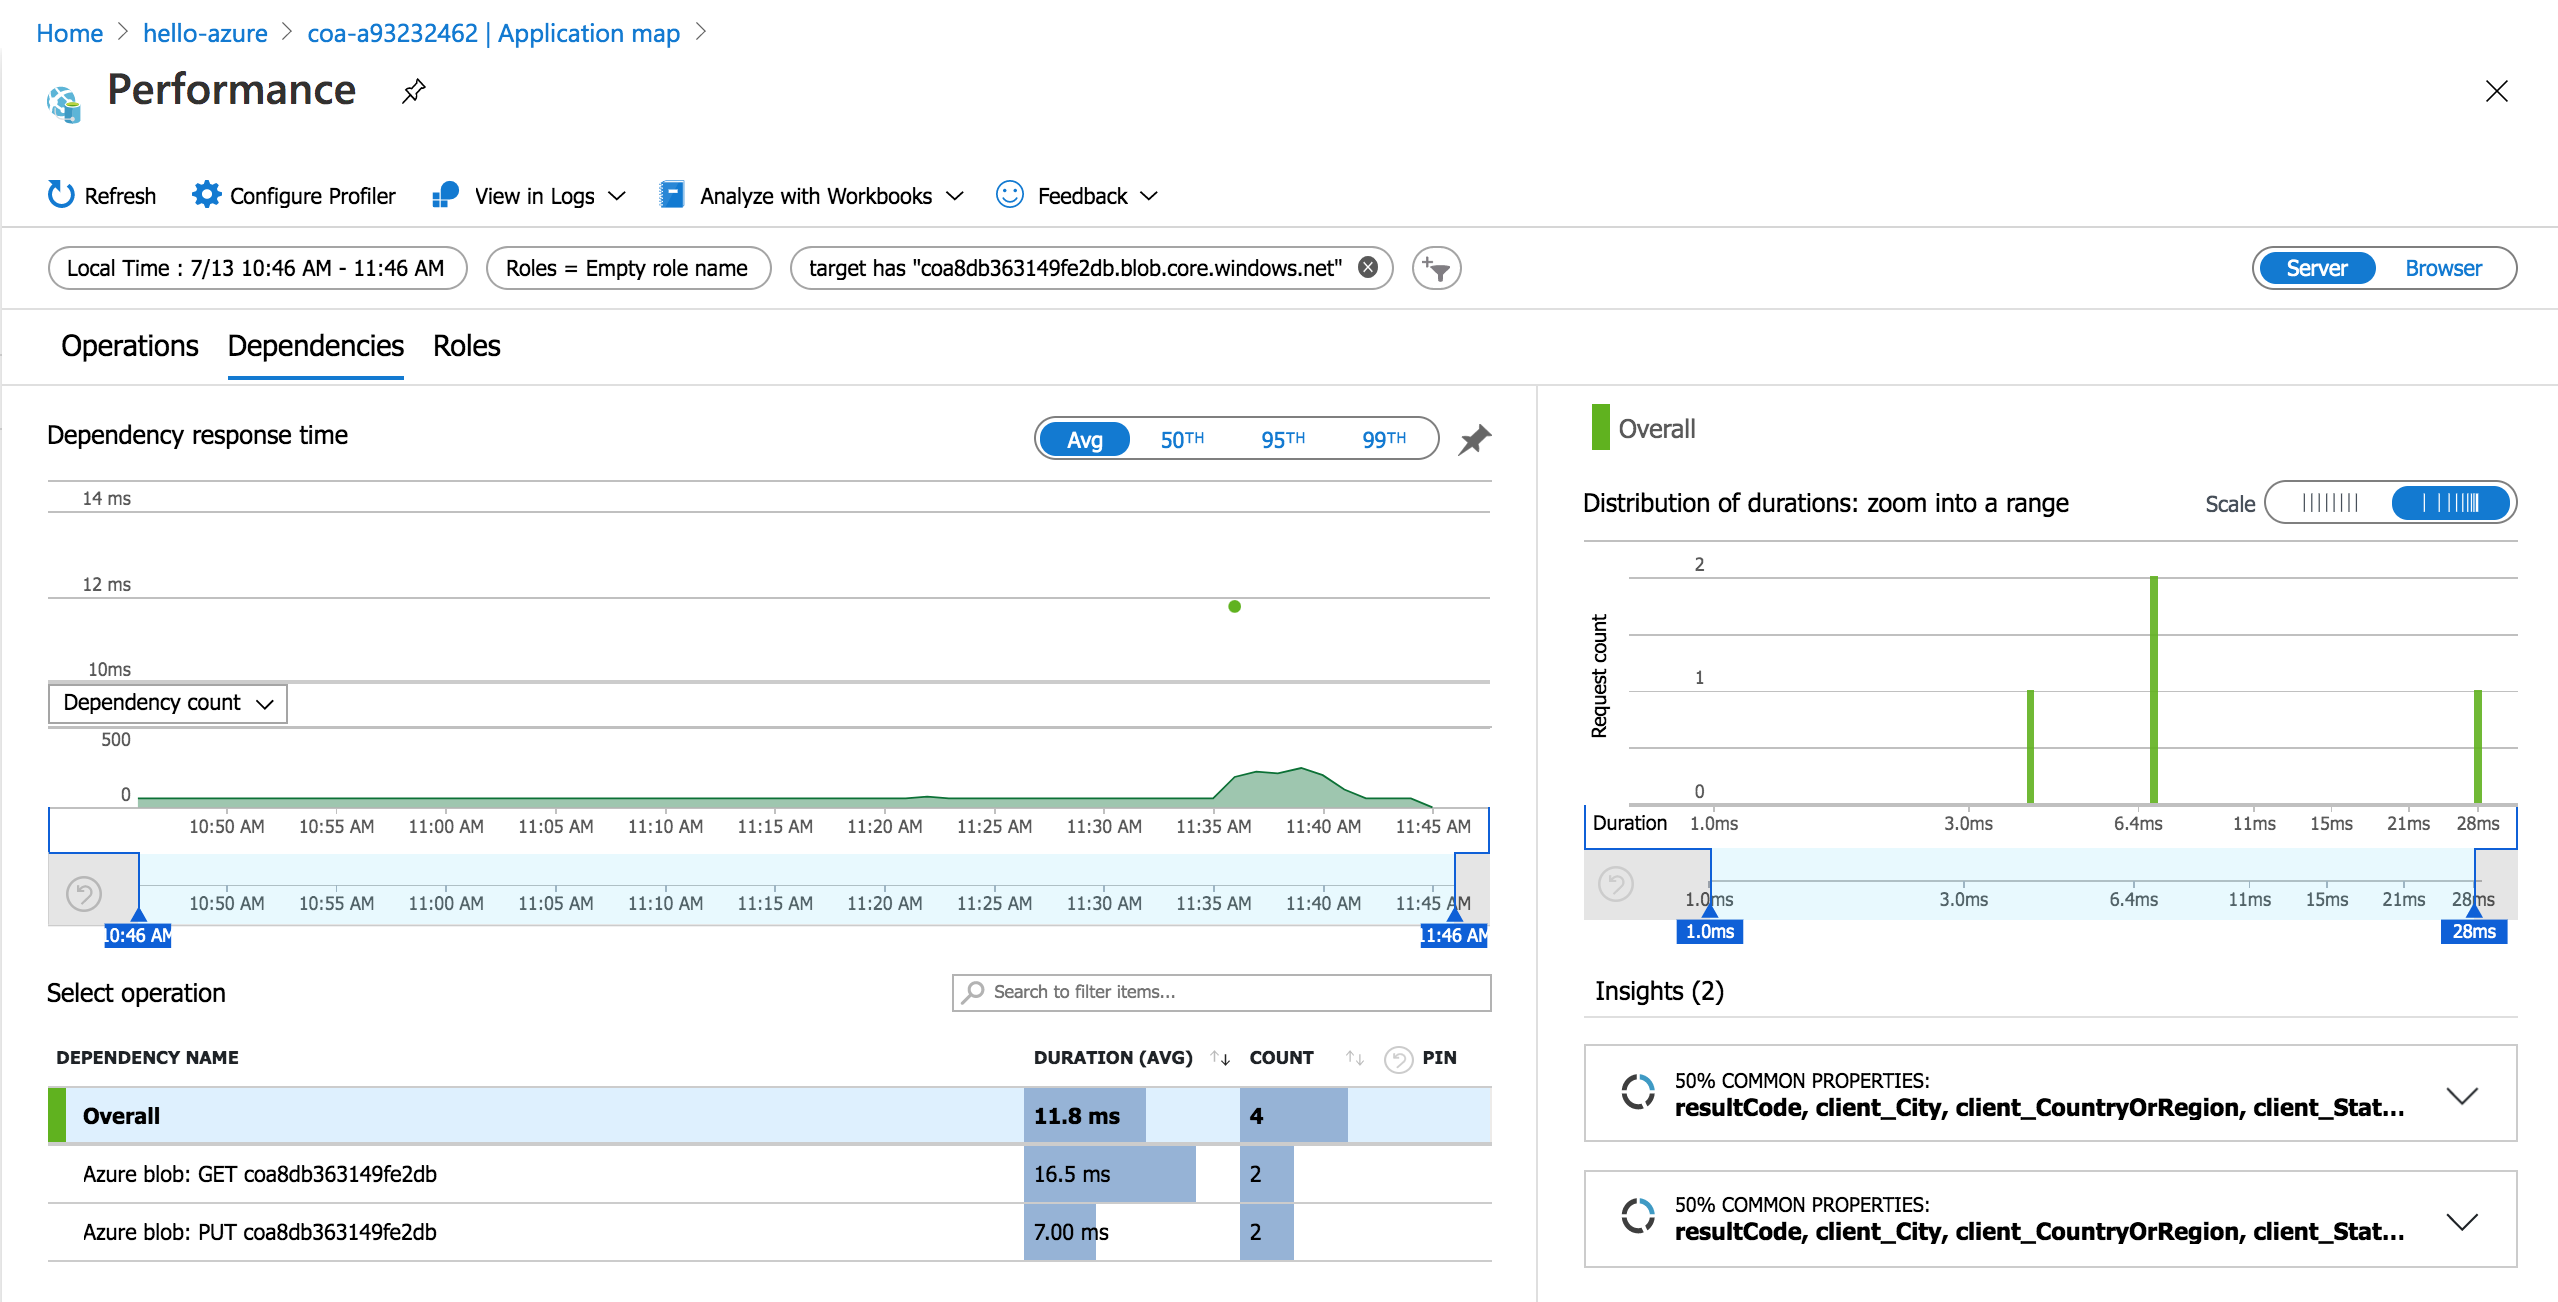 Home > hello-azure > coa-a93232462 | Application map >
Performance
Refresh Configure Profiler View in Logs Analyze with Workbooks Feedback
Local Time : 7/13 10:46 AM - 11:46 AM Roles = Empty role name target has "coa8db363149fe2db.blob.core.windows.net" Server Browser
Operations Dependencies Roles
Dependency response time Avg 50TH 95TH 99TH
14 ms
12 ms
10ms
Dependency count
500
0
10:50 AM 10:55 AM 11:00 AM 11:05 AM 11:10 AM 11:15 AM 11:20 AM 11:25 AM 11:30 AM 11:35 AM 11:40 AM 11:45 AM
10:50 AM 10:55 AM 11:00 AM 11:05 AM 11:10 AM 11:15 AM 11:20 AM 11:25 AM 11:30 AM 11:35 AM 11:40 AM 11:45 AM
10:46 AM 11:46 AM
Select operation Search to filter items...
DEPENDENCY NAME DURATION (AVG) COUNT PIN
Overall 11.8 ms 4
Azure blob: GET coa8db363149fe2db 16.5 ms 2
Azure blob: PUT coa8db363149fe2db 7.00 ms 2
Overall
Distribution of durations: zoom into a range Scale
Request count
2
1
0
Duration 1.0ms 3.0ms 6.4ms 11ms 15ms 21ms 28ms
1.0ms 3.0ms 6.4ms 11ms 15ms 21ms 28ms
1.0ms 28ms
Insights (2)
50% COMMON PROPERTIES:
resultCode, client_City, client_CountryOrRegion, client_Stat...
50% COMMON PROPERTIES:
resultCode, client_City, client_CountryOrRegion, client_Stat...